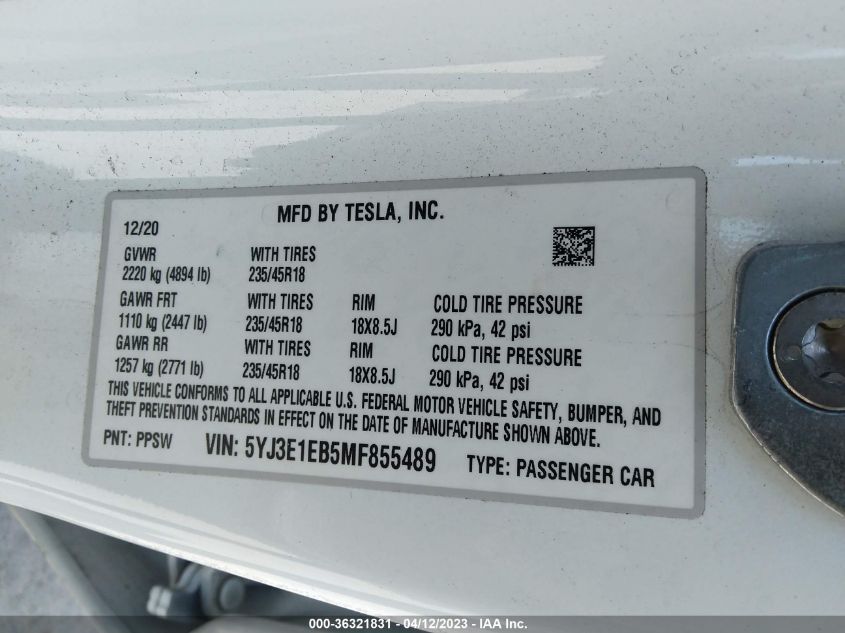 MFD BY TESLA, INC.
12/20
GVWR WITH TIRES
2220 kg (4894 lb) 235/45R18
GAWR FRT WITH TIRES RIM COLD TIRE PRESSURE
1110 kg (2447 lb) 235/45R18 18X8.5J 290 kPa, 42 psi
GAWR RR WITH TIRES RIM COLD TIRE PRESSURE
1257 kg (2771 lb) 235/45R18 18X8.5J 290 kPa, 42 psi
THIS VEHICLE CONFORMS TO ALL APPLICABLE U.S. FEDERAL MOTOR VEHICLE SAFETY, BUMPER, AND
THEFT PREVENTION STANDARDS IN EFFECT ON THE DATE OF MANUFACTURE SHOWN ABOVE.
PNT: PPSW VIN: 5YJ3E1EB5MF855489 TYPE: PASSENGER CAR
000-36321831 - 04/12/2023 - IAA Inc.